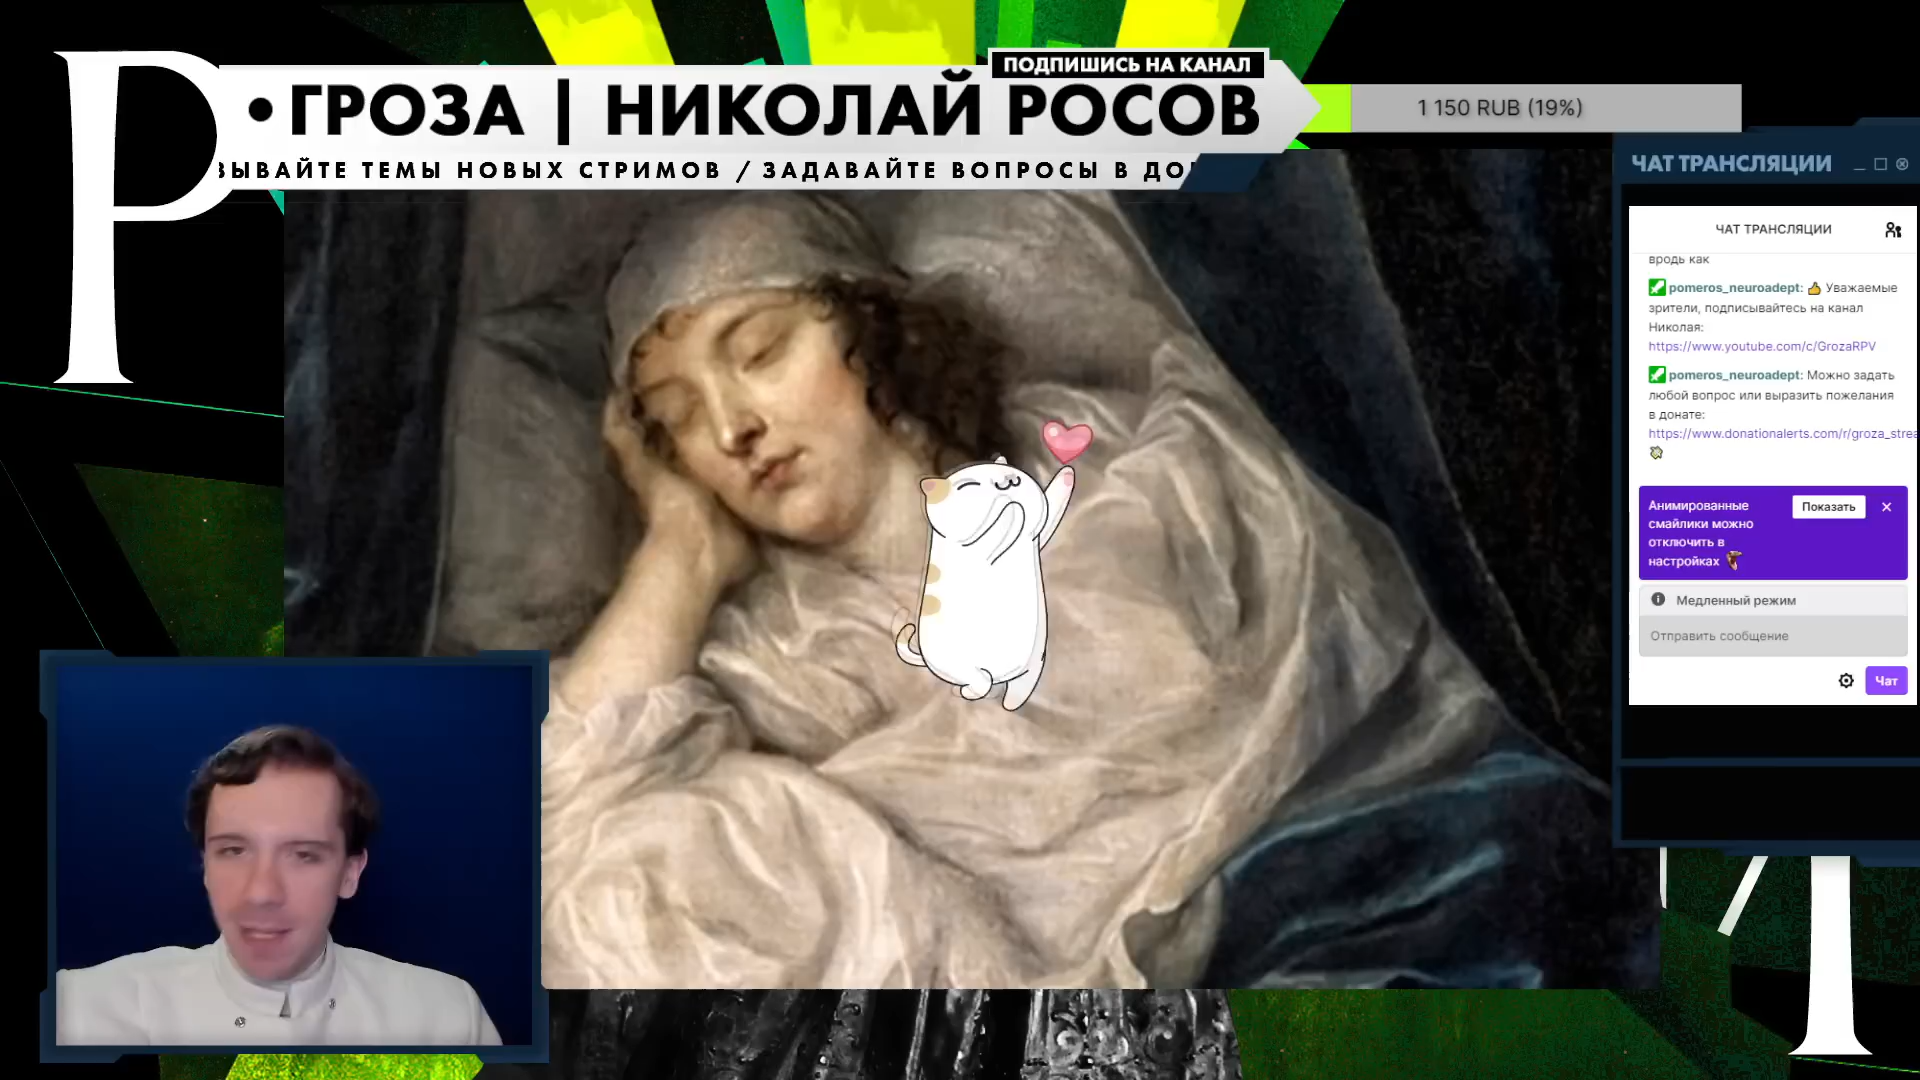 ПОДПИШИСЬ НА КАНАЛ
• ГРОЗА | НИКОЛАЙ РОСОВ
ЗЫВАЙТЕ ТЕМЫ НОВЫХ СТРИМОВ / ЗАДАВАЙТЕ ВОПРОСЫ В ДО
1 150 RUB (19%)
Р
ЧАТ ТРАНСЛЯЦИИ
ЧАТ ТРАНСЛЯЦИИ
вродь как
pomeros_neuroadept: 👍 Уважаемые
зрители, подписывайтесь на канал
Николая:
https://www.youtube.com/c/GrozaRPV
pomeros_neuroadept: Можно задать
любой вопрос или выразить пожелания
в донате:
https://www.donationalerts.com/r/groza_strea
Анимированные
смайлики можно
отключить в
настройках
Показать
Медленный режим
Отправить сообщение
Чат